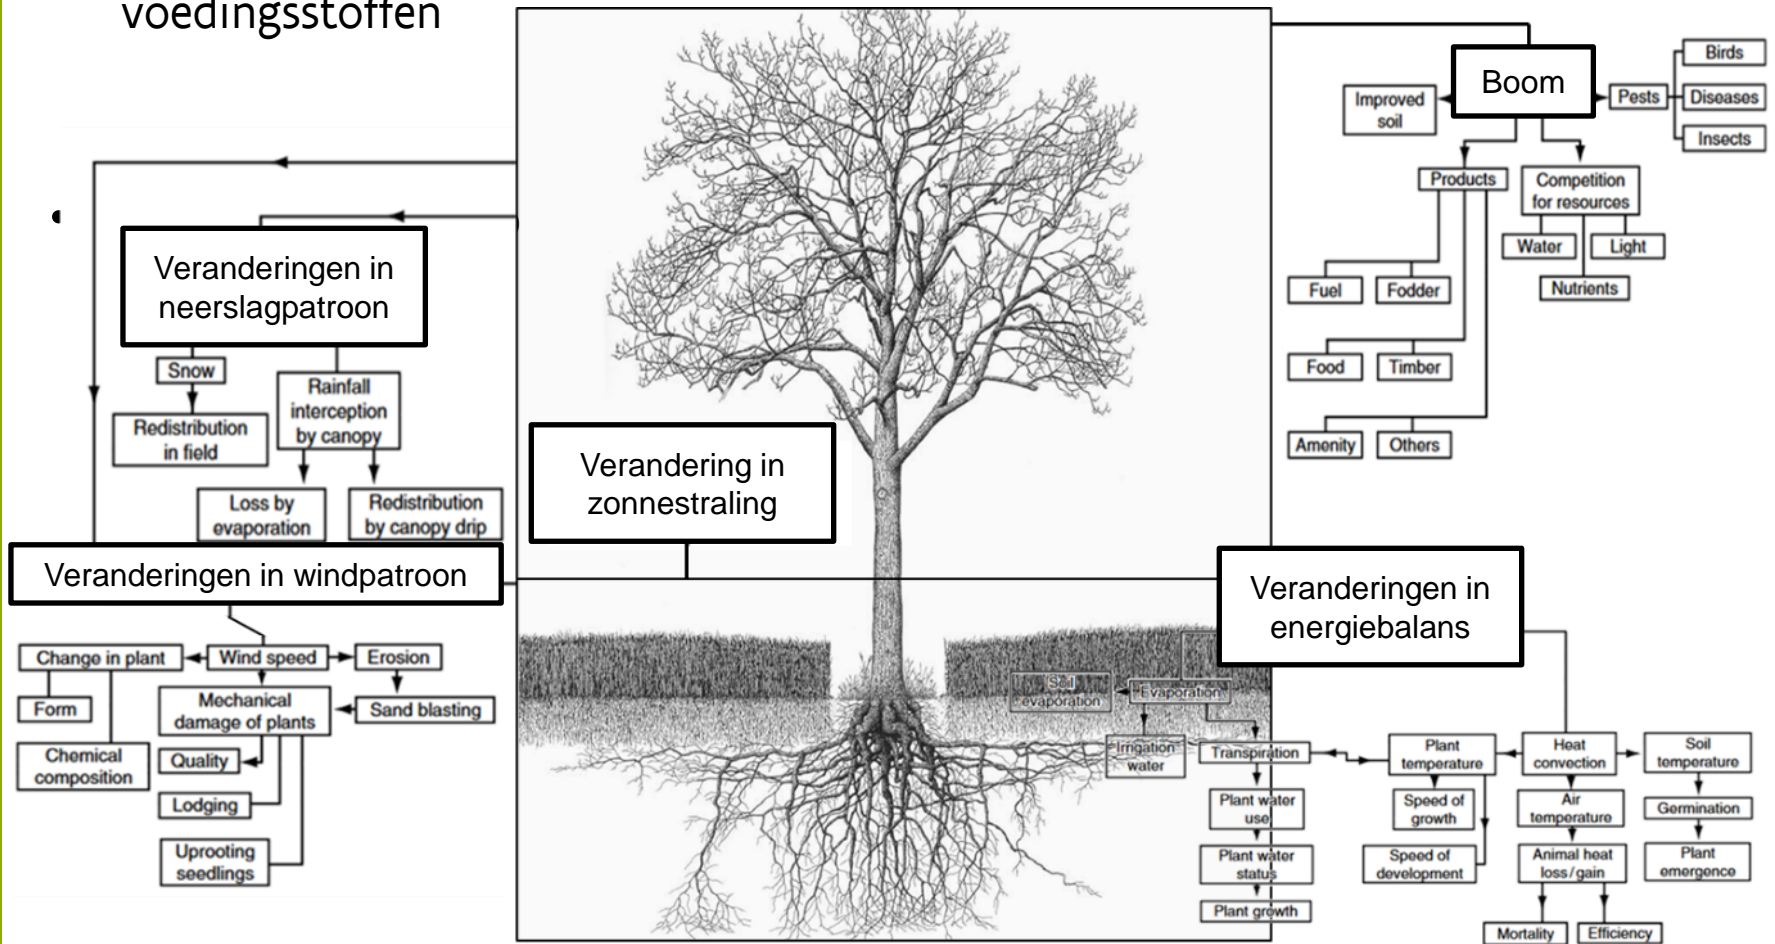 voedingsstoffen
Boom
Improved
soil
Pests
Birds
Diseases
Insects
Products
Competition
for resources
Water
Light
Nutrients
Fuel
Fodder
Food
Timber
Amenity
Others
Veranderingen in
neerslagpatroon
Snow
Redistribution
in field
Rainfall
interception
by canopy
Loss by
evaporation
Redistribution
by canopy drip
Verandering in
zonnestraling
Veranderingen in windpatroon
Change in plant
Wind speed
Erosion
Form
Mechanical
damage of plants
Sand blasting
Chemical
composition
Quality
Lodging
Uprooting
seedlings
Veranderingen in
energiebalans
Soil
evaporation
Evaporation
Irrigation
water
Transpiration
Plant
temperature
Heat
convection
Soil
temperature
Plant water
use
Speed of
growth
Air
temperature
Germination
Plant water
status
Speed of
development
Animal heat
loss/gain
Plant
emergence
Plant growth
Mortality
Efficiency